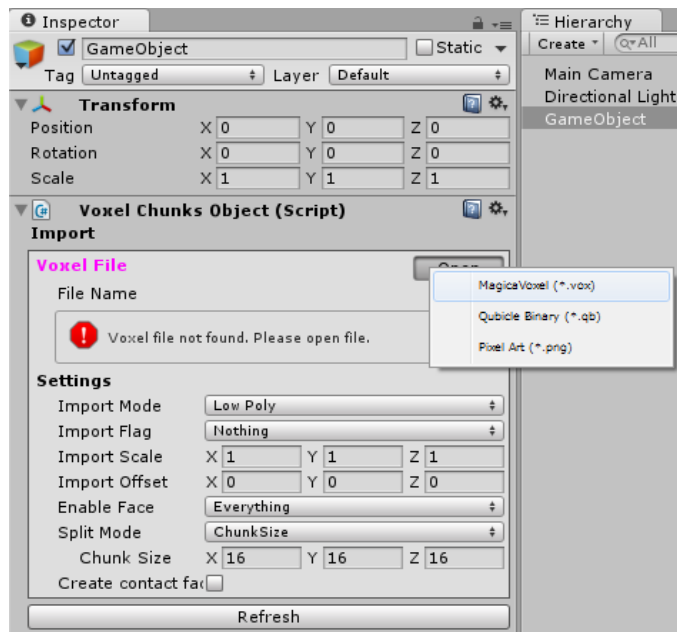 Inspector
Hierarchy
GameObject
Static
Create
All
Tag Untagged Layer Default
Main Camera
Directional Light
GameObject
Transform
Position X 0 Y 0 Z 0
Rotation X 0 Y 0 Z 0
Scale X 1 Y 1 Z 1
Voxel Chunks Object (Script)
Import
Voxel File
Open
File Name
MagicaVoxel (*.vox)
Qubicle Binary (*.qb)
Pixel Art (*.png)
Voxel file not found. Please open file.
Settings
Import Mode Low Poly
Import Flag Nothing
Import Scale X 1 Y 1 Z 1
Import Offset X 0 Y 0 Z 0
Enable Face Everything
Split Mode ChunkSize
Chunk Size X 16 Y 16 Z 16
Create contact fa
Refresh